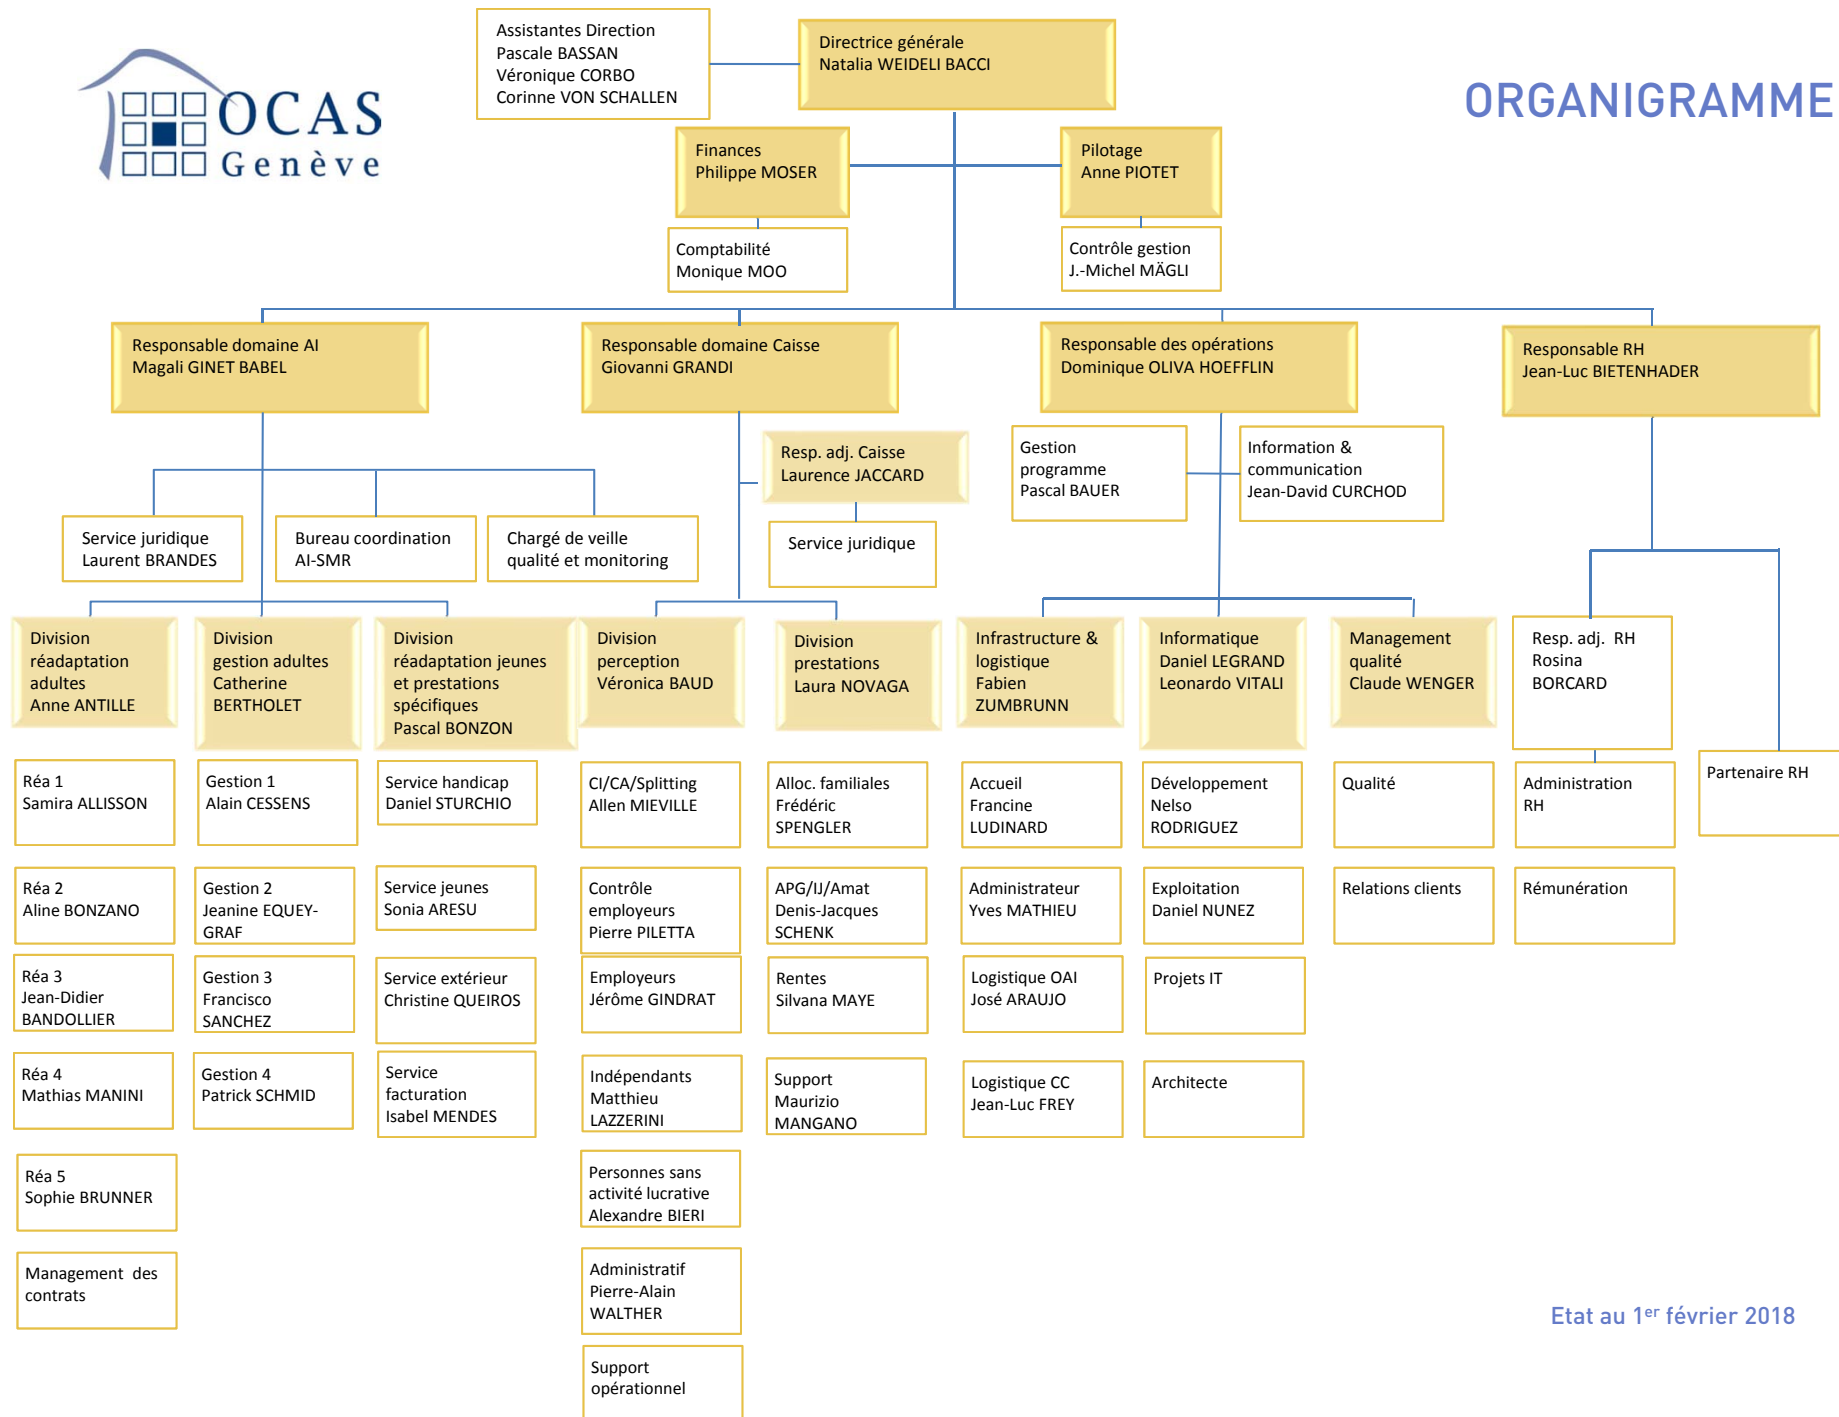 OCAS
Genève
ORGANIGRAMME
Assistantes Direction
Pascale BASSAN
Véronique CORBO
Corinne VON SCHALLEN
Directrice générale
Natalia WEIDELI BACCI
Finances
Philippe MOSER
Pilotage
Anne PIOTET
Comptabilité
Monique MOO
Contrôle gestion
J.-Michel MÄGLI
Responsable domaine AI
Magali GINET BABEL
Responsable domaine Caisse
Giovanni GRANDI
Responsable des opérations
Dominique OLIVA HOEFFLIN
Responsable RH
Jean-Luc BIETENHADER
Resp. adj. Caisse
Laurence JACCARD
Gestion
programme
Pascal BAUER
Information &
communication
Jean-David CURCHOD
Service juridique
Laurent BRANDES
Bureau coordination
AI-SMR
Chargé de veille
qualité et monitoring
Service juridique
Division
réadaptation
adultes
Anne ANTILLE
Division
gestion adultes
Catherine
BERTHOLET
Division
réadaptation jeunes
et prestations
spécifiques
Pascal BONZON
Division
perception
Véronica BAUD
Division
prestations
Laura NOVAGA
Infrastructure &
logistique
Fabien
ZUMBRUNN
Informatique
Daniel LEGRAND
Leonardo VITALI
Management
qualité
Claude WENGER
Resp. adj. RH
Rosina
BORCARD
Réa 1
Samira ALLISSON
Gestion 1
Alain CESSENS
Service handicap
Daniel STURCHIO
CI/CA/Splitting
Allen MIEVILLE
Alloc. familiales
Frédéric
SPENGLER
Accueil
Francine
LUDINARD
Développement
Nelso
RODRIGUEZ
Qualité
Administration
RH
Partenaire RH
Réa 2
Aline BONZANO
Gestion 2
Jeanine EQUEY-
GRAF
Service jeunes
Sonia ARESU
Contrôle
employeurs
Pierre PILETTA
APG/IJ/Amat
Denis-Jacques
SCHENK
Administrateur
Yves MATHIEU
Exploitation
Daniel NUNEZ
Relations clients
Rémunération
Réa 3
Jean-Didier
BANDOLLIER
Gestion 3
Francisco
SANCHEZ
Service extérieur
Christine QUEIROS
Employeurs
Jérôme GINDRAT
Rentes
Silvana MAYE
Logistique OAI
José ARAUJO
Projets IT
Réa 4
Mathias MANINI
Gestion 4
Patrick SCHMID
Service
facturation
Isabel MENDES
Indépendants
Matthieu
LAZZERINI
Support
Maurizio
MANGANO
Logistique CC
Jean-Luc FREY
Architecte
Réa 5
Sophie BRUNNER
Personnes sans
activité lucrative
Alexandre BIERI
Management des
contrats
Administratif
Pierre-Alain
WALTHER
Support
opérationnel
Etat au 1er février 2018